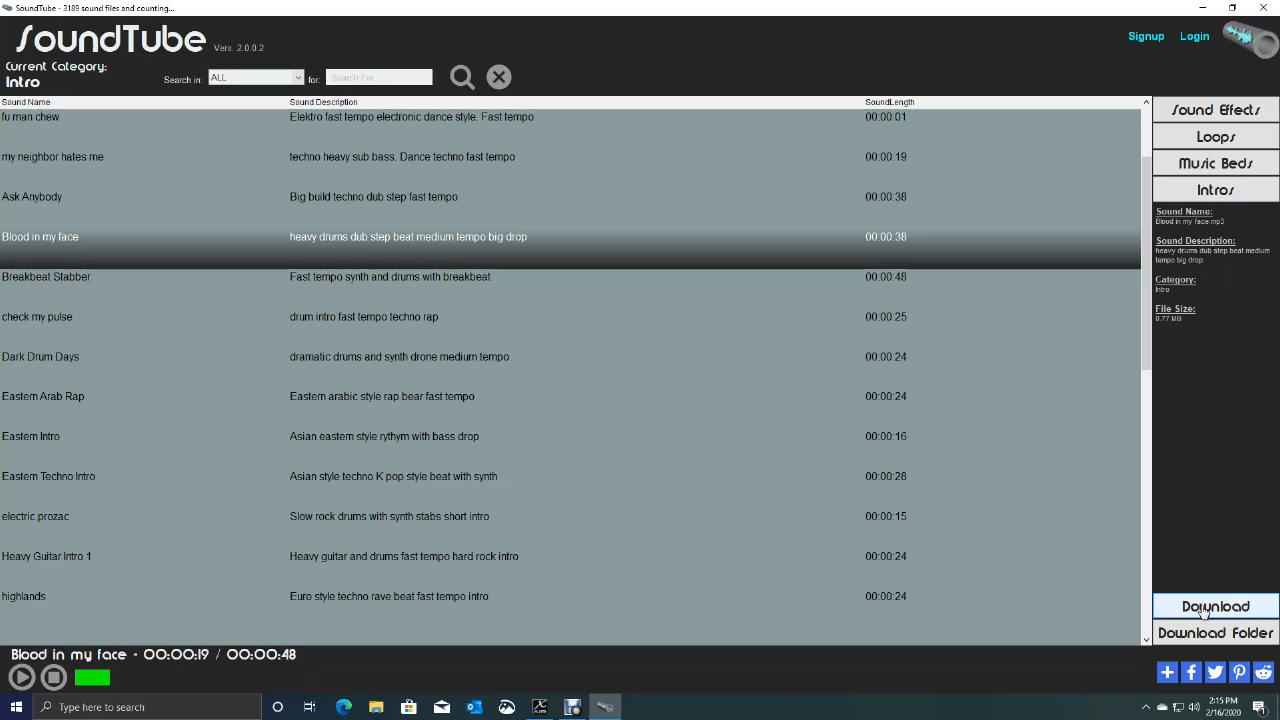 SoundTube - 3189 sound files and counting...
SoundTube Vers. 2.0.0.2
Signup Login
Current Category:
Intro
Search in: ALL for: Search For...
Sound Name Sound Description SoundLength
fu man chew Elektro fast tempo electronic dance style. Fast tempo 00:00:01
my neighbor hates me techno heavy sub bass. Dance techno fast tempo 00:00:19
Ask Anybody Big build techno dub step fast tempo 00:00:38
Blood in my face heavy drums dub step beat medium tempo big drop 00:00:38
Breakbeat Stabber Fast tempo synth and drums with breakbeat 00:00:48
check my pulse drum intro fast tempo techno rap 00:00:25
Dark Drum Days dramatic drums and synth drone medium tempo 00:00:24
Eastern Arab Rap Eastern arabic style rap bear fast tempo 00:00:24
Eastern Intro Asian eastern style rythym with bass drop 00:00:16
Eastern Techno Intro Asian style techno K pop style beat with synth 00:00:28
electric prozac Slow rock drums with synth stabs short intro 00:00:15
Heavy Guitar Intro 1 Heavy guitar and drums fast tempo hard rock intro 00:00:24
highlands Euro style techno rave beat fast tempo intro 00:00:24
Sound Effects
Loops
Music Beds
Intros
Sound Name:
Blood in my face.mp3
Sound Description:
heavy drums dub step beat medium
tempo big drop
Category:
Intro
File Size:
0.77 MB
Download
Download Folder
Blood in my face - 00:00:19 / 00:00:48
Type here to search
2:15 PM
2/16/2020